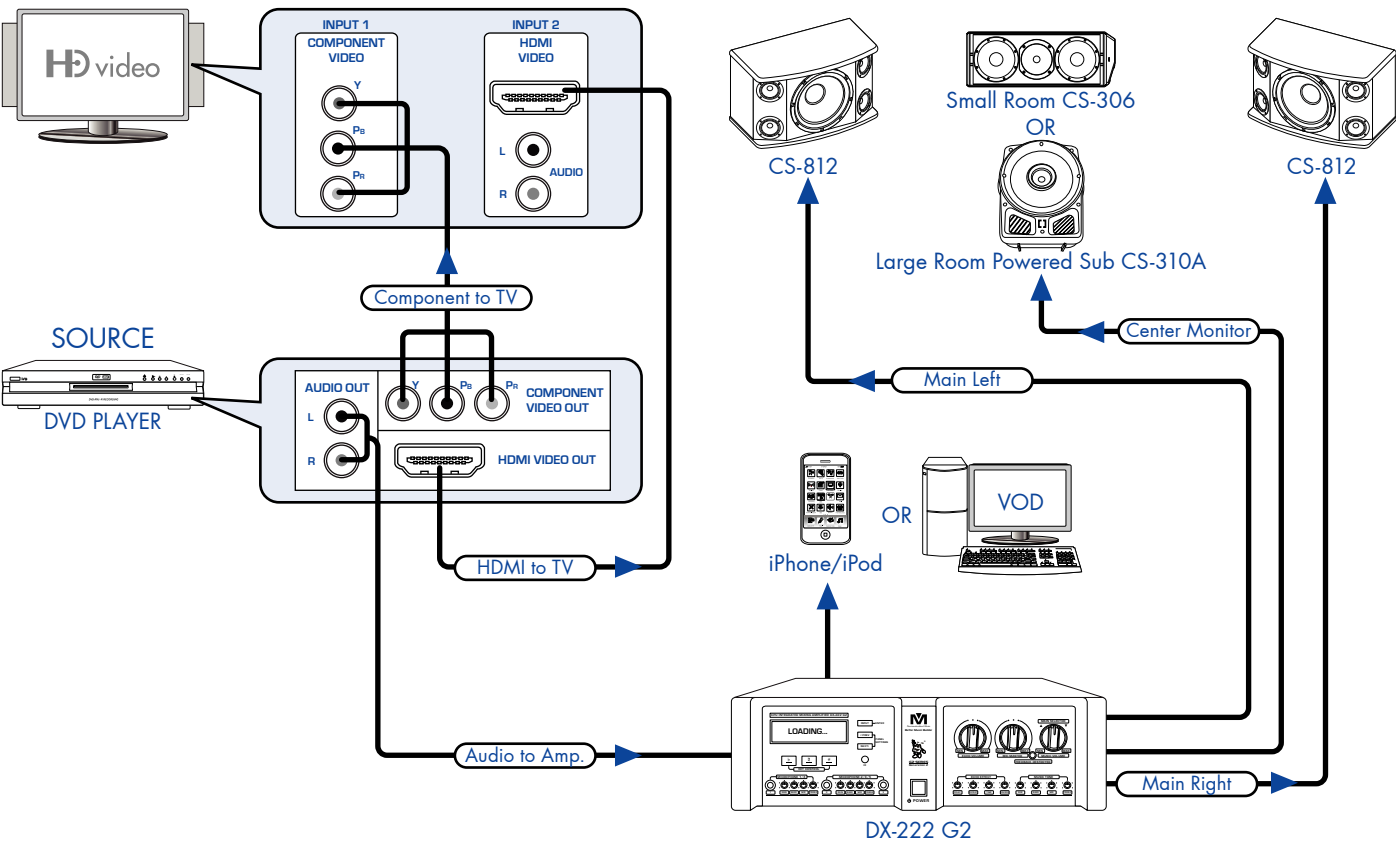 HD video
INPUT 1
COMPONENT
VIDEO
Y
PB
PR
INPUT 2
HDMI
VIDEO
L
AUDIO
R
Component to TV
SOURCE
DVD PLAYER
AUDIO OUT
L
R
Y
PB
PR
COMPONENT
VIDEO OUT
HDMI VIDEO OUT
HDMI to TV
Audio to Amp.
CS-812
Small Room CS-306
OR
Large Room Powered Sub CS-310A
CS-812
Center Monitor
Main Left
iPhone/iPod
OR
VOD
LOADING...
POWER
Main Right
DX-222 G2